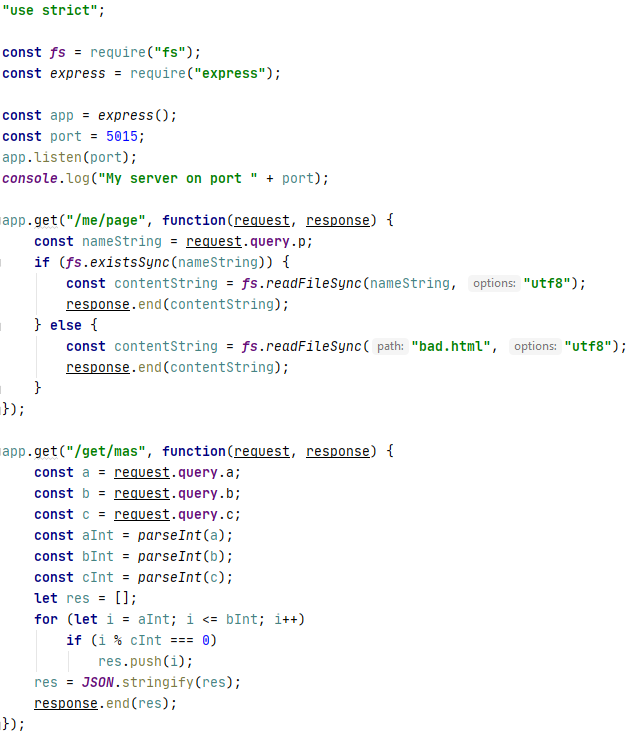 "use strict";

const fs = require("fs");
const express = require("express");

const app = express();
const port = 5015;
app.listen(port);
console.log("My server on port " + port);

app.get("/me/page", function(request, response) {
    const nameString = request.query.p;
    if (fs.existsSync(nameString)) {
        const contentString = fs.readFileSync(nameString, options: "utf8");
        response.end(contentString);
    } else {
        const contentString = fs.readFileSync( path: "bad.html", options: "utf8");
        response.end(contentString);
    }
});

app.get("/get/mas", function(request, response) {
    const a = request.query.a;
    const b = request.query.b;
    const c = request.query.c;
    const aInt = parseInt(a);
    const bInt = parseInt(b);
    const cInt = parseInt(c);
    let res = [];
    for (let i = aInt; i <= bInt; i++)
        if (i % cInt === 0)
            res.push(i);
    res = JSON.stringify(res);
    response.end(res);
});